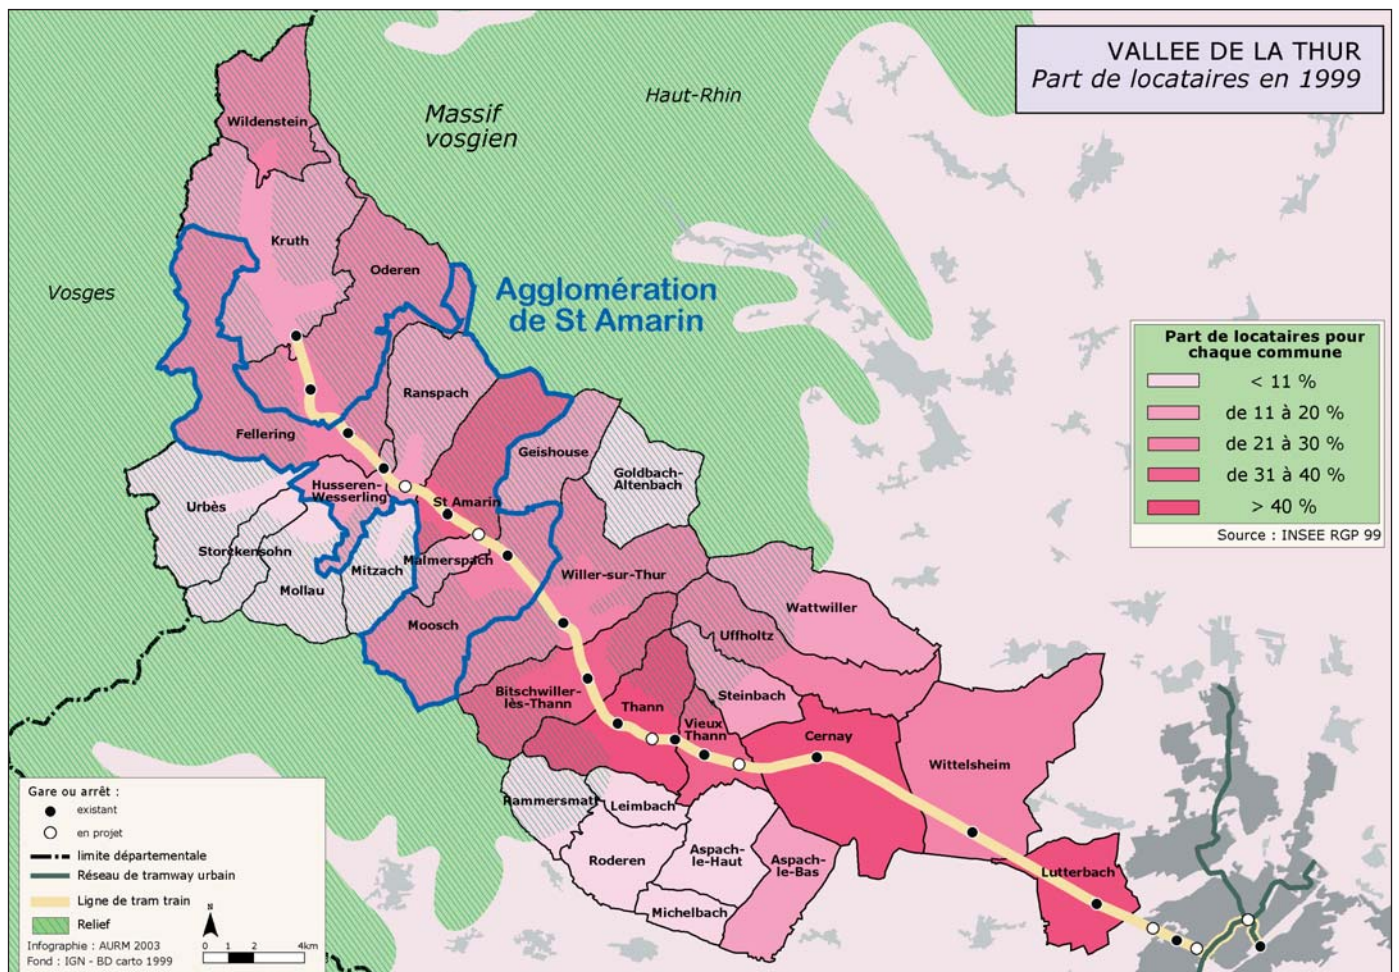 VALLEE DE LA THUR
Part de locataires en 1999
Haut-Rhin
Massif
vosgien
Vosges
Agglomération
de St Amarin
Wildenstein
Kruth
Oderen
Ranspach
Fellering
Geishouse
Goldbach-
Altenbach
Husseren-
Wesserling
Urbès
St Amarin
Storckensohn
Mitzach
Malmerspach
Mollau
Willer-sur-Thur
Moosch
Wattwiller
Uffholtz
Bitschwiller-
lès-Thann
Steinbach
Thann
Vieux
Thann
Cernay
Wittelsheim
Rammersmatt
Leimbach
Roderen
Aspach-
le-Haut
Aspach-
le-Bas
Michelbach
Lutterbach
Part de locataires pour
chaque commune
< 11 %
de 11 à 20 %
de 21 à 30 %
de 31 à 40 %
> 40 %
Source : INSEE RGP 99
Gare ou arrêt :
existant
en projet
limite départementale
Réseau de tramway urbain
Ligne de tram train
Relief
Infographie : AURM 2003
Fond : IGN - BD carto 1999
N
0 1 2 4km